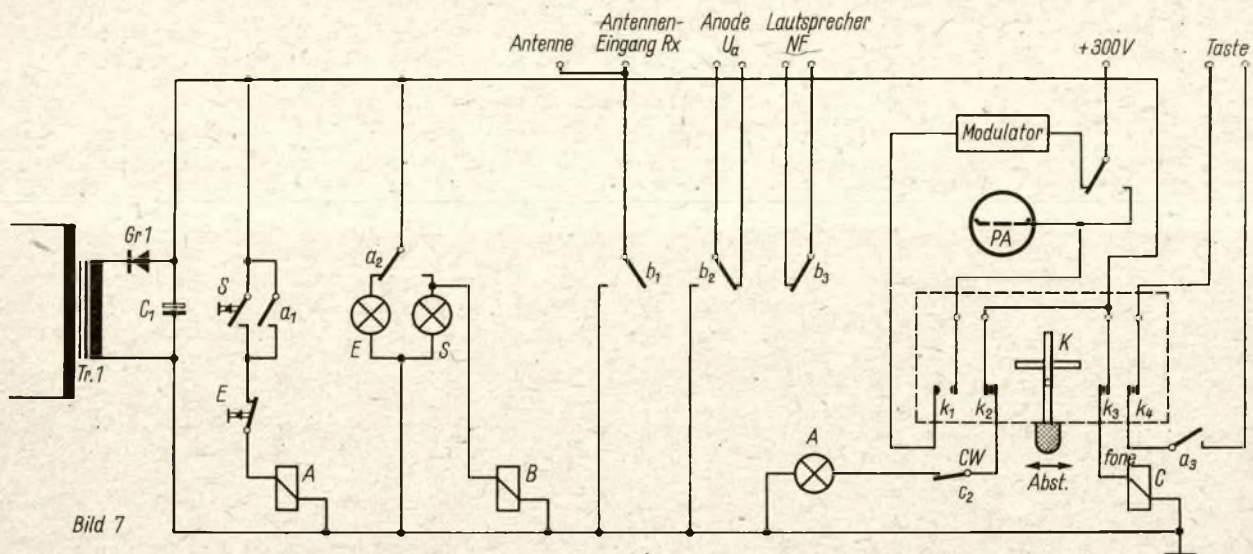 Antenne
Antennen-
Eingang Rx
Anode
Ua
Lautsprecher
NF
+300V
Taste
Modulator
PA
Gr1
C1
Tr.1
S
a1
E
A
a2
E
S
B
b1
b2
b3
K
k1
k2
k3
k4
A
CW
c2
Abst.
fone
C
a3
Bild 7